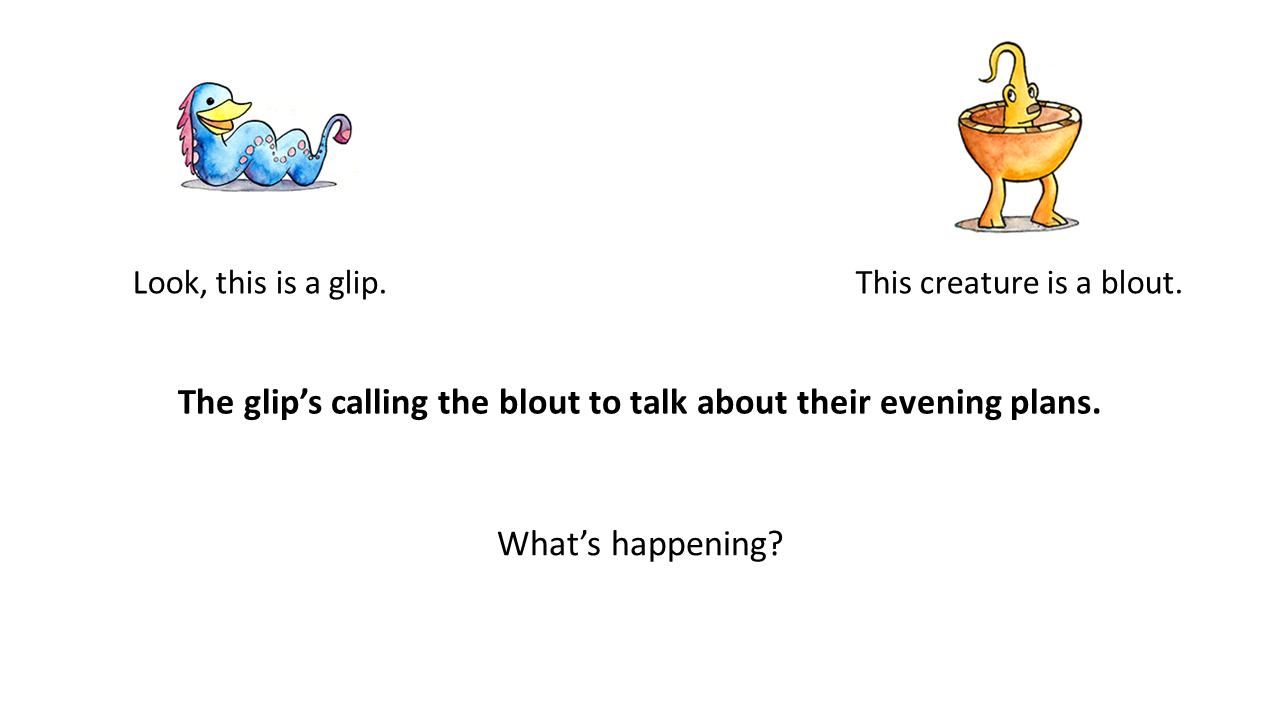 Look, this is a glip.
This creature is a blout.
The glip’s calling the blout to talk about their evening plans.
What’s happening?